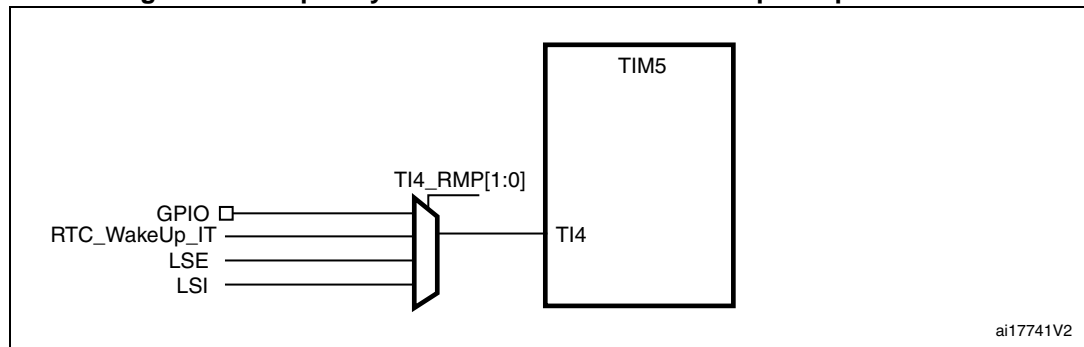 TIM5
TI4_RMP[1:0]
GPIO
RTC_WakeUp_IT
TI4
LSE
LSI
ai17741V2